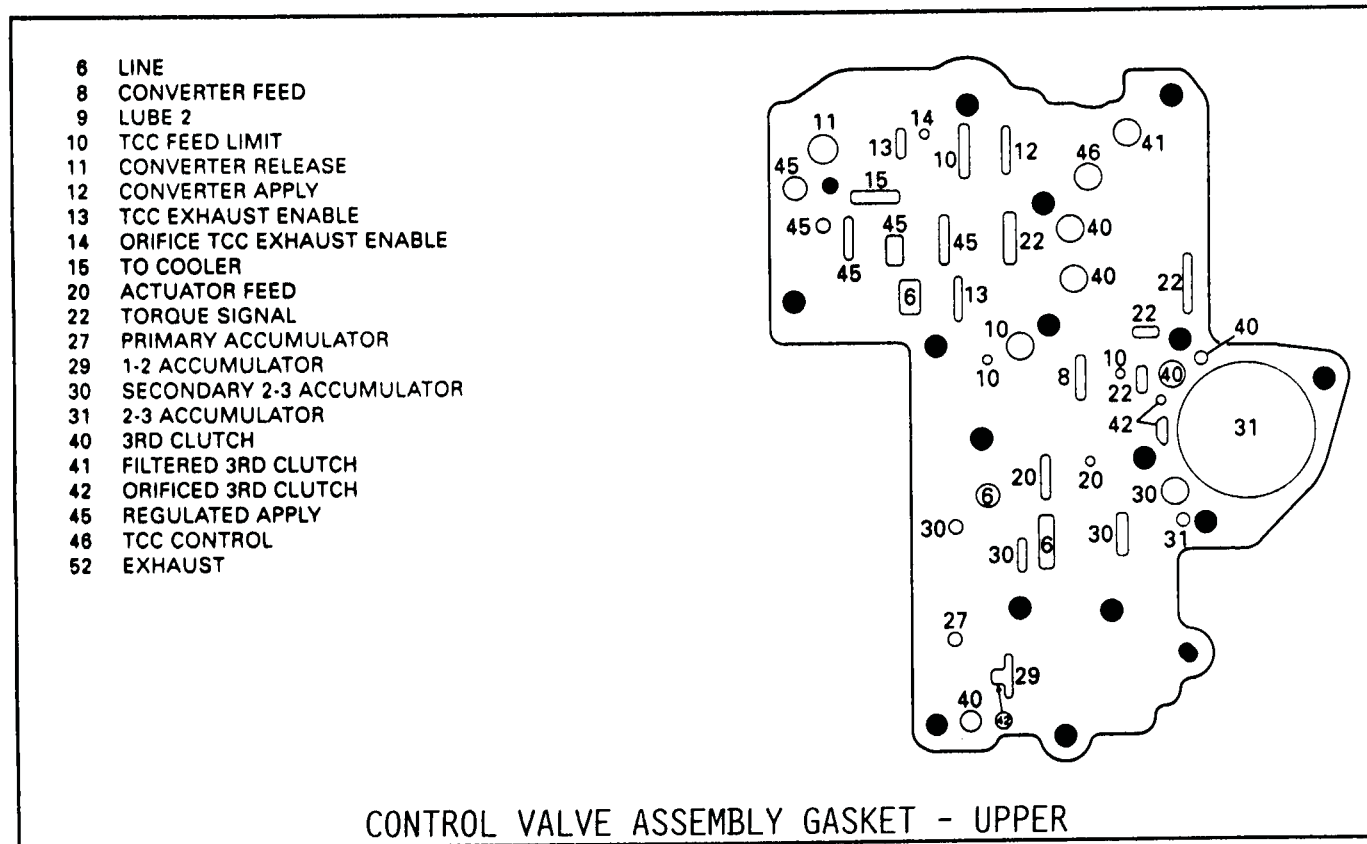 6 LINE
8 CONVERTER FEED
9 LUBE 2
10 TCC FEED LIMIT
11 CONVERTER RELEASE
12 CONVERTER APPLY
13 TCC EXHAUST ENABLE
14 ORIFICE TCC EXHAUST ENABLE
15 TO COOLER
20 ACTUATOR FEED
22 TORQUE SIGNAL
27 PRIMARY ACCUMULATOR
29 1-2 ACCUMULATOR
30 SECONDARY 2-3 ACCUMULATOR
31 2-3 ACCUMULATOR
40 3RD CLUTCH
41 FILTERED 3RD CLUTCH
42 ORIFICED 3RD CLUTCH
45 REGULATED APPLY
46 TCC CONTROL
52 EXHAUST
11 14 41
13 10 12
45 15 46
45 45 45 22 40
45
6 13 40 22
22
10 40
10 8 10 22 40
42 31
20 20
6 30
30 30 6 30 31
27
29
40 42
CONTROL VALVE ASSEMBLY GASKET - UPPER